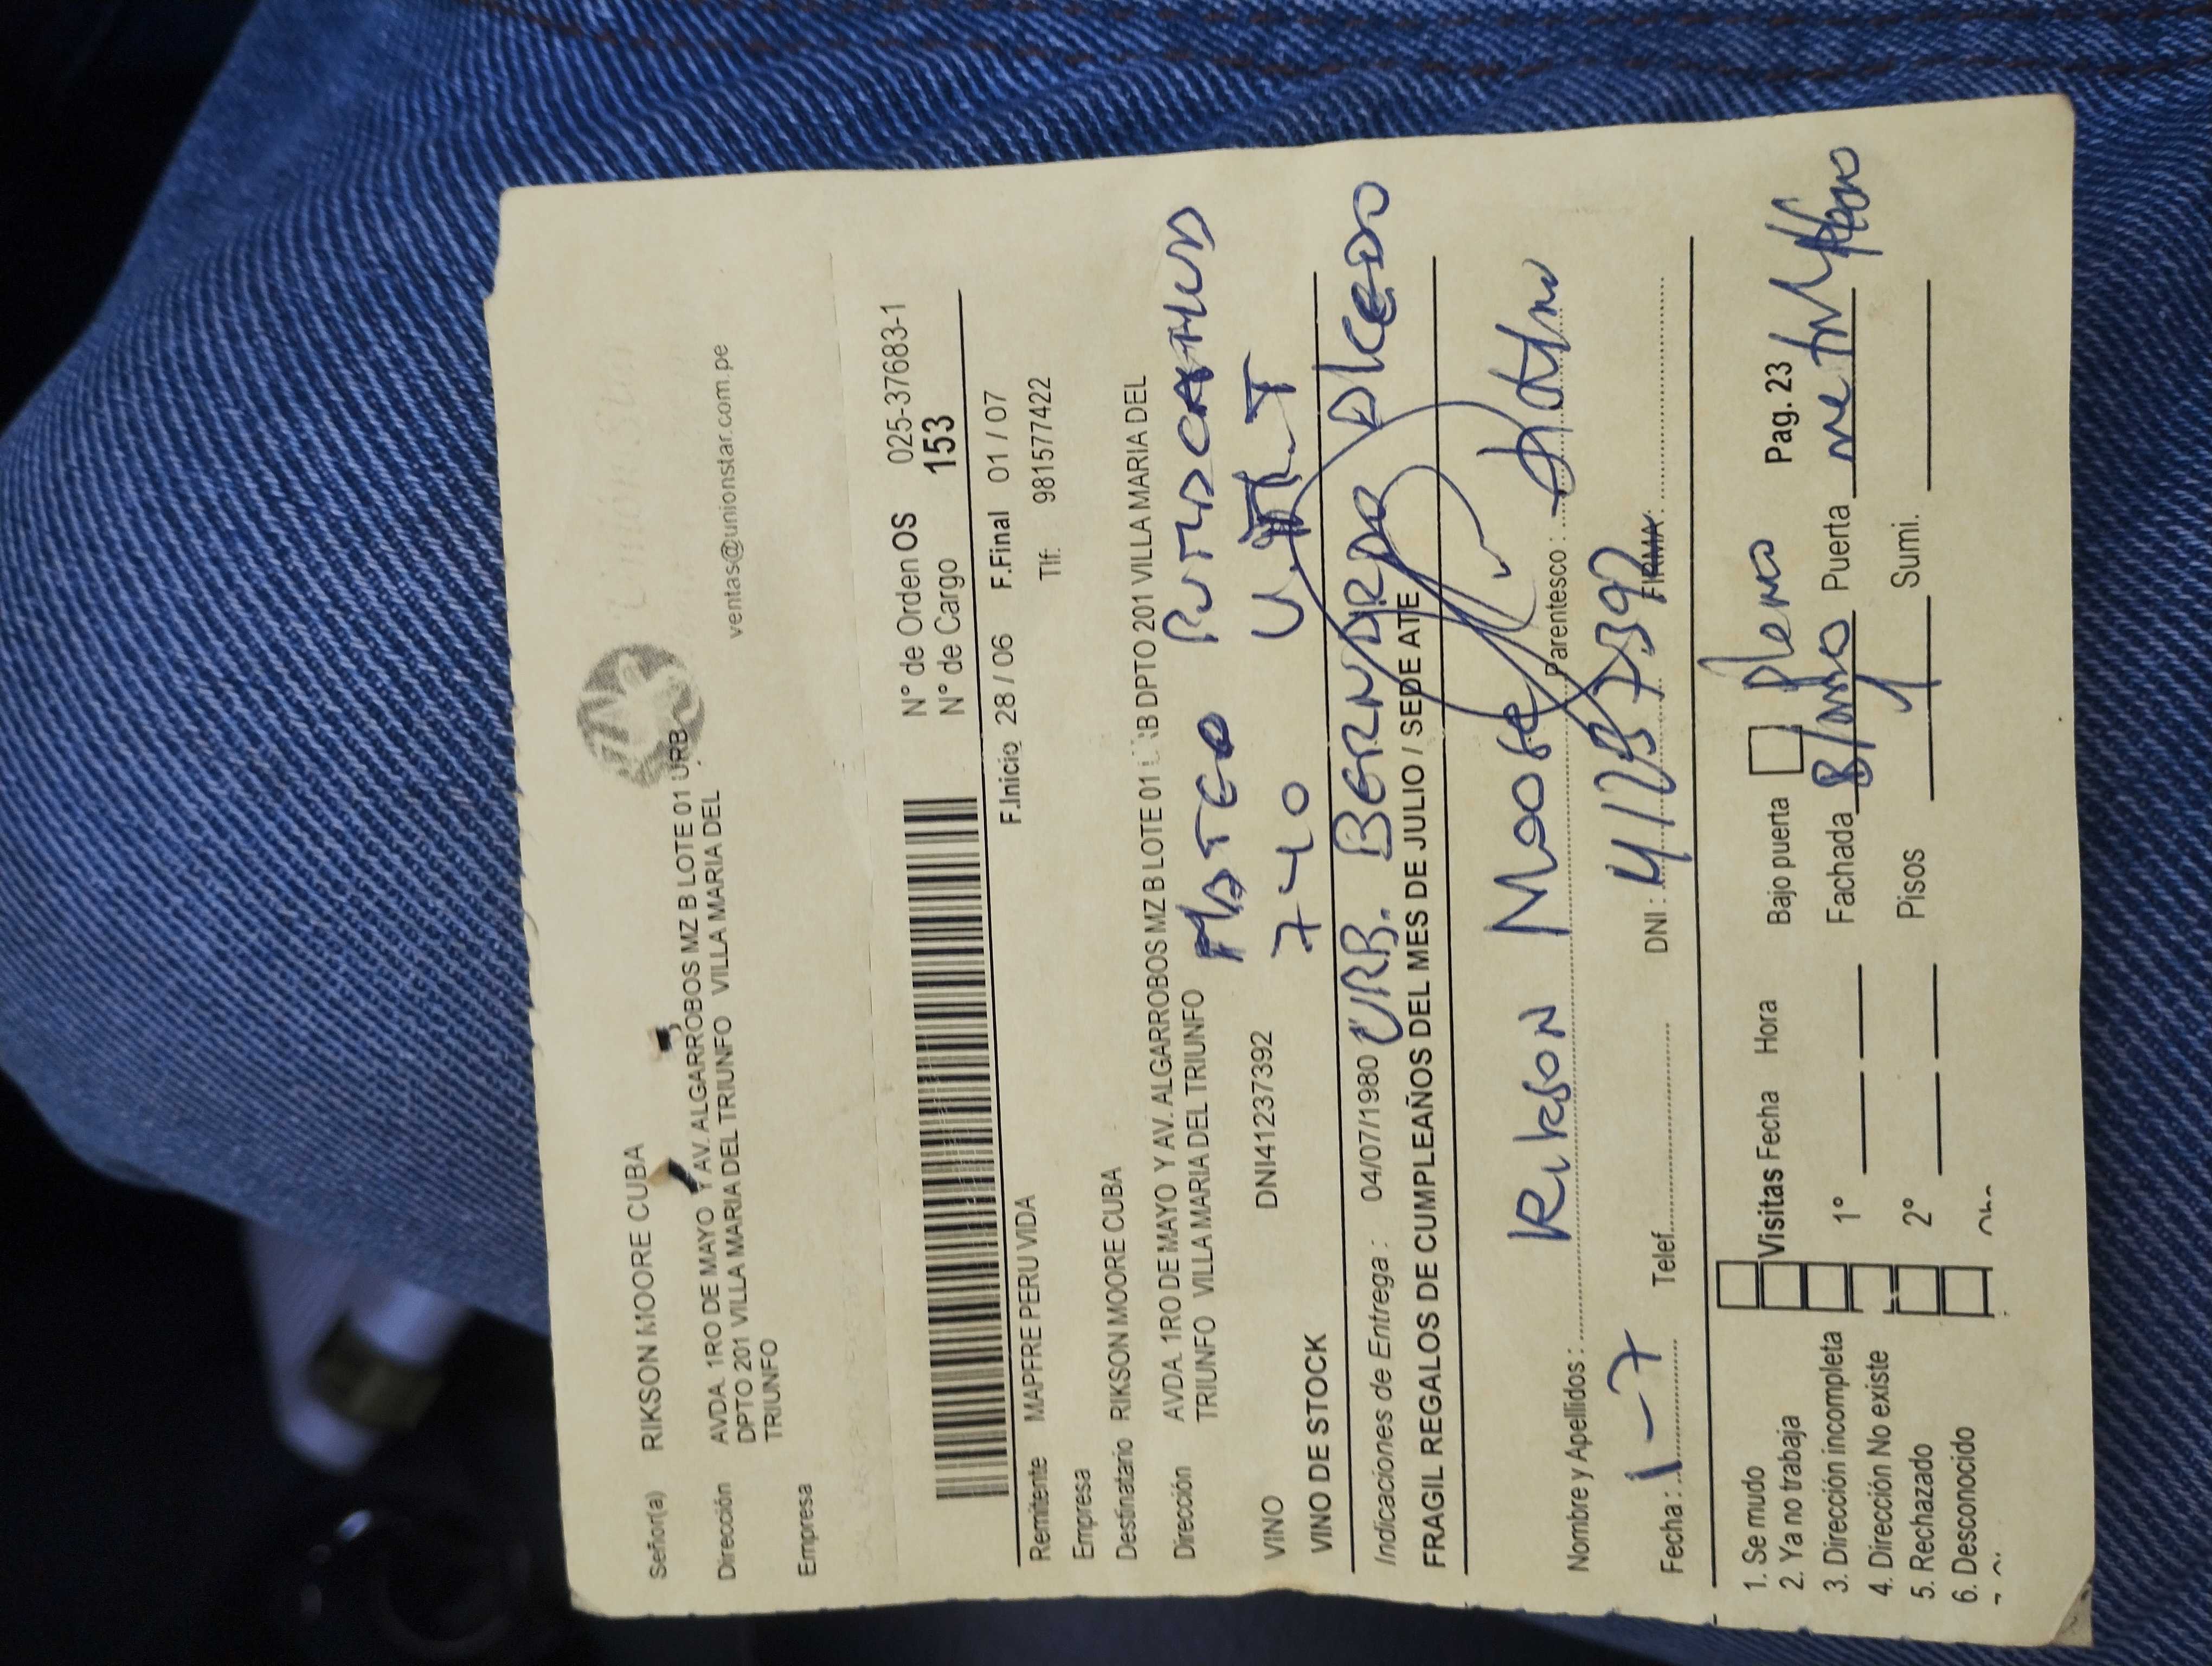 Señor(a) RIKSON MOORE CUBA
Dirección AVDA. 1RO DE MAYO Y AV. ALGARROBOS MZ B LOTE 01 URB
DPTO 201 VILLA MARIA DEL TRIUNFO VILLA MARIA DEL
TRIUNFO
ventas@unionstar.com.pe
Empresa
N° de Orden OS 025-37683-1
N° de Cargo 153
F.Inicio 28 / 06 F.Final 01 / 07
Remitente MAPFRE PERU VIDA Tlf: 981577422
Empresa
Destinatario RIKSON MOORE CUBA
Dirección AVDA. 1RO DE MAYO Y AV. ALGARROBOS MZ B LOTE 01 URB DPTO 201 VILLA MARIA DEL
TRIUNFO VILLA MARIA DEL TRIUNFO
MATEO PUMACAHUA
VINO DNI41237392 740
VINO DE STOCK
Indicaciones de Entrega : 04/07/1980 URB.
FRAGIL REGALOS DE CUMPLEAÑOS DEL MES DE JULIO / SEDE ATE
Nombre y Apellidos : Rikson Moore Parentesco :
Fecha : 1-7 Telef. DNI : 41237392 FIRMA:
1. Se mudo
2. Ya no trabaja
3. Dirección incompleta
4. Dirección No existe
5. Rechazado
6. Desconocido
Visitas Fecha Hora
1°
2°
Bajo puerta Pag. 23
Fachada Blanco Puerta
Pisos 1 Sumi.